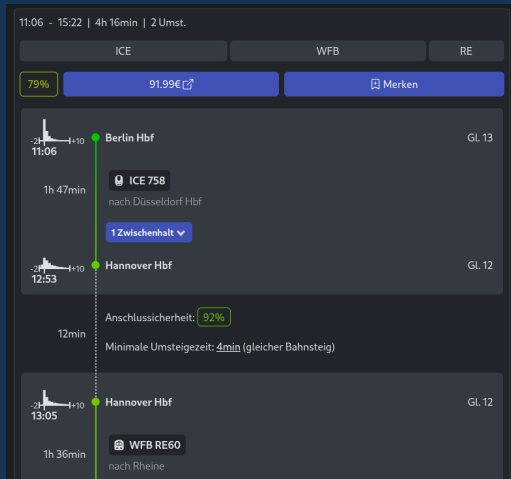 11:06 - 15:22 | 4h 16min | 2 Umst.
ICE WFB RE
79% 91.99€ Merken
-2 +10 Berlin Hbf Gl. 13
11:06
ICE 758
1h 47min
nach Düsseldorf Hbf
1 Zwischenhalt
-2 +10 Hannover Hbf Gl. 12
12:53
Anschlussicherheit: 92%
12min
Minimale Umsteigezeit: 4min (gleicher Bahnsteig)
-2 +10 Hannover Hbf Gl. 12
13:05
WFB RE60
1h 36min
nach Rheine